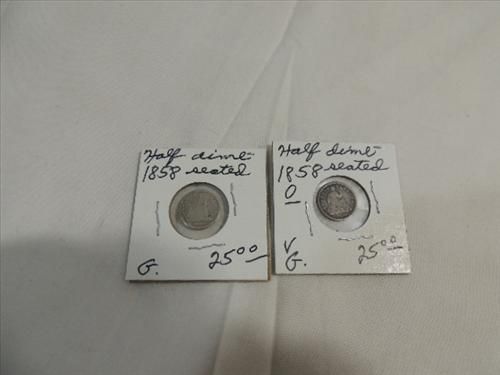 Half dime
1858 seated
G. 25 00
Half dime
1858 seated
O
V
G. 25 00